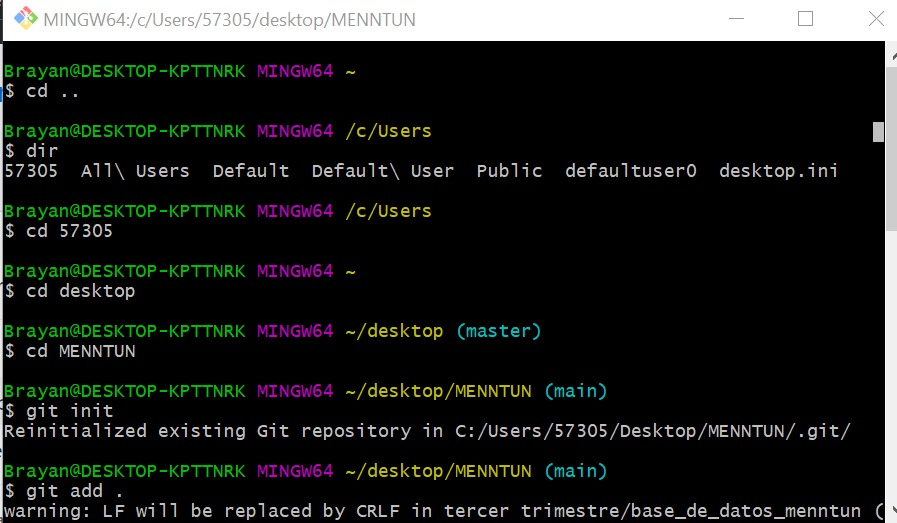 MINGW64:/c/Users/57305/desktop/MENNTUN
Brayan@DESKTOP-KPTTNRK MINGW64 ~
$ cd ..
Brayan@DESKTOP-KPTTNRK MINGW64 /c/Users
$ dir
57305  All\ Users  Default  Default\ User  Public  defaultuser0  desktop.ini
Brayan@DESKTOP-KPTTNRK MINGW64 /c/Users
$ cd 57305
Brayan@DESKTOP-KPTTNRK MINGW64 ~
$ cd desktop
Brayan@DESKTOP-KPTTNRK MINGW64 ~/desktop (master)
$ cd MENNTUN
Brayan@DESKTOP-KPTTNRK MINGW64 ~/desktop/MENNTUN (main)
$ git init
Reinitialized existing Git repository in C:/Users/57305/Desktop/MENNTUN/.git/
Brayan@DESKTOP-KPTTNRK MINGW64 ~/desktop/MENNTUN (main)
$ git add .
warning: LF will be replaced by CRLF in tercer trimestre/base_de_datos_menntun (